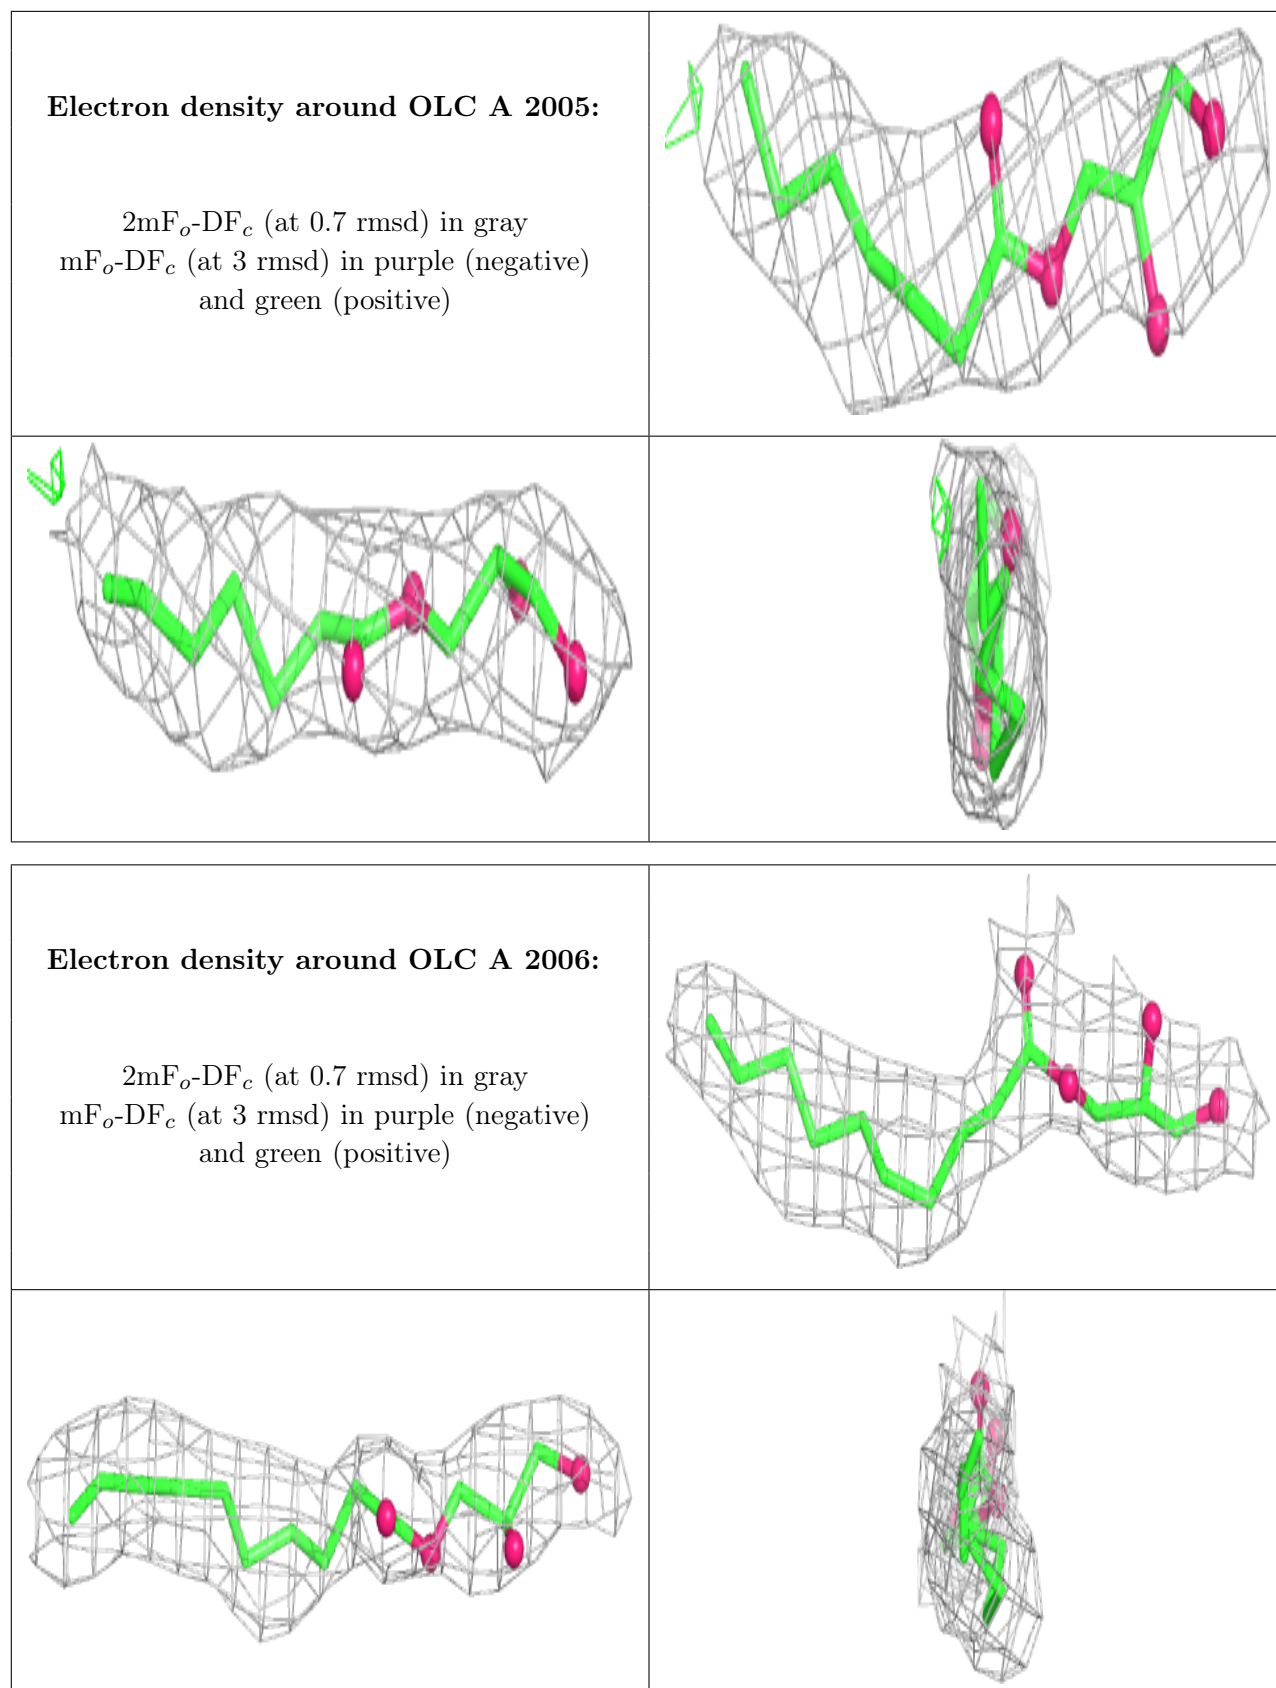 Electron density around OLC A 2005:
2mFo-DFc (at 0.7 rmsd) in gray
mFo-DFc (at 3 rmsd) in purple (negative)
and green (positive)
Electron density around OLC A 2006:
2mFo-DFc (at 0.7 rmsd) in gray
mFo-DFc (at 3 rmsd) in purple (negative)
and green (positive)